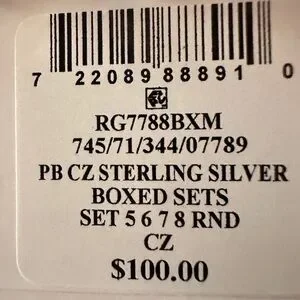 7 22089 88891 0
RG7788BXM
745/71/344/07789
PB CZ STERLING SILVER
BOXED SETS
SET 5 6 7 8 RND
CZ
$100.00